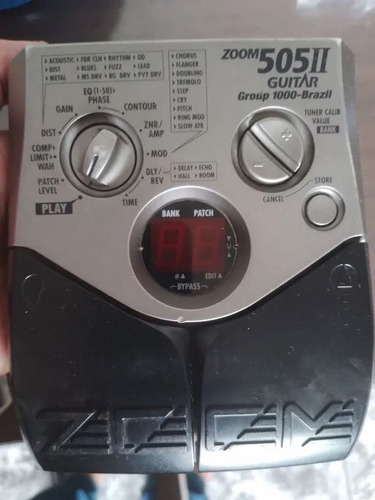 ACOUSTIC • FDR CLN • RHYTHM • OD
DIST • BLUES • FUZZ • LEAD
METAL • MS DRV • BG. DRV • PVT DRV
CHORUS
FLANGER
DOUBLING
TREMOLO
STEP
CRY
PITCH
RING MOD
SLOW ATK
ZOOM 505II
GUITAR
Group 1000-Brazil
EQ(1-50)+
PHASE
GAIN
CONTOUR
DIST
ZNR/
AMP
COMP+
LIMIT++
WAH
MOD
PATCH
LEVEL
DLY/
REV
DELAY • ECHO
HALL • ROOM
PLAY
TIME
TUNER CALIB
VALUE
BANK
STORE
CANCEL
BANK PATCH
EDIT▲
BYPASS
ZOOM